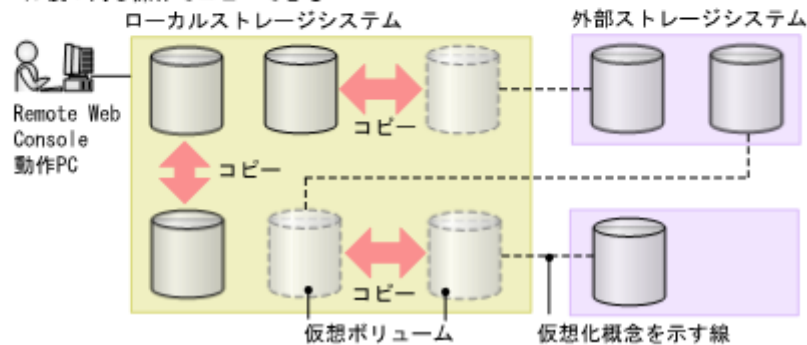 ローカルストレージシステム
外部ストレージシステム
Remote Web
Console
動作PC
コピー
コピー
コピー
仮想ボリューム
仮想化概念を示す線